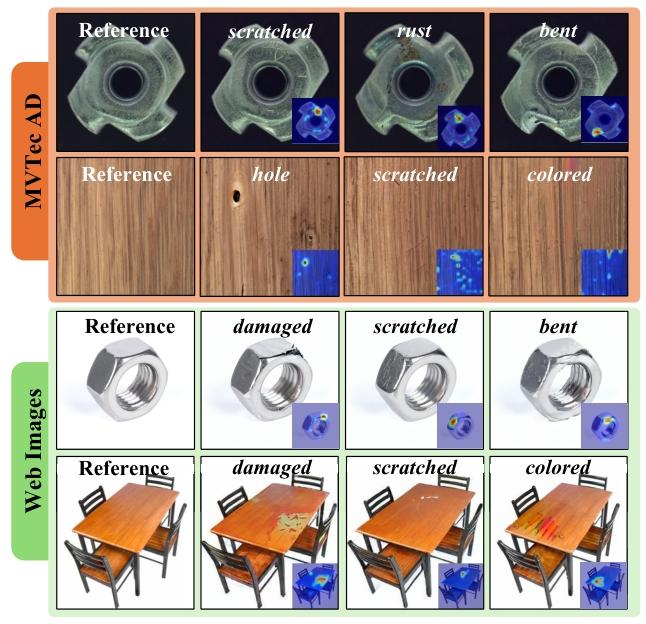 MVTec AD
Reference
scratched
rust
bent
Reference
hole
scratched
colored
Web Images
Reference
damaged
scratched
bent
Reference
damaged
scratched
colored